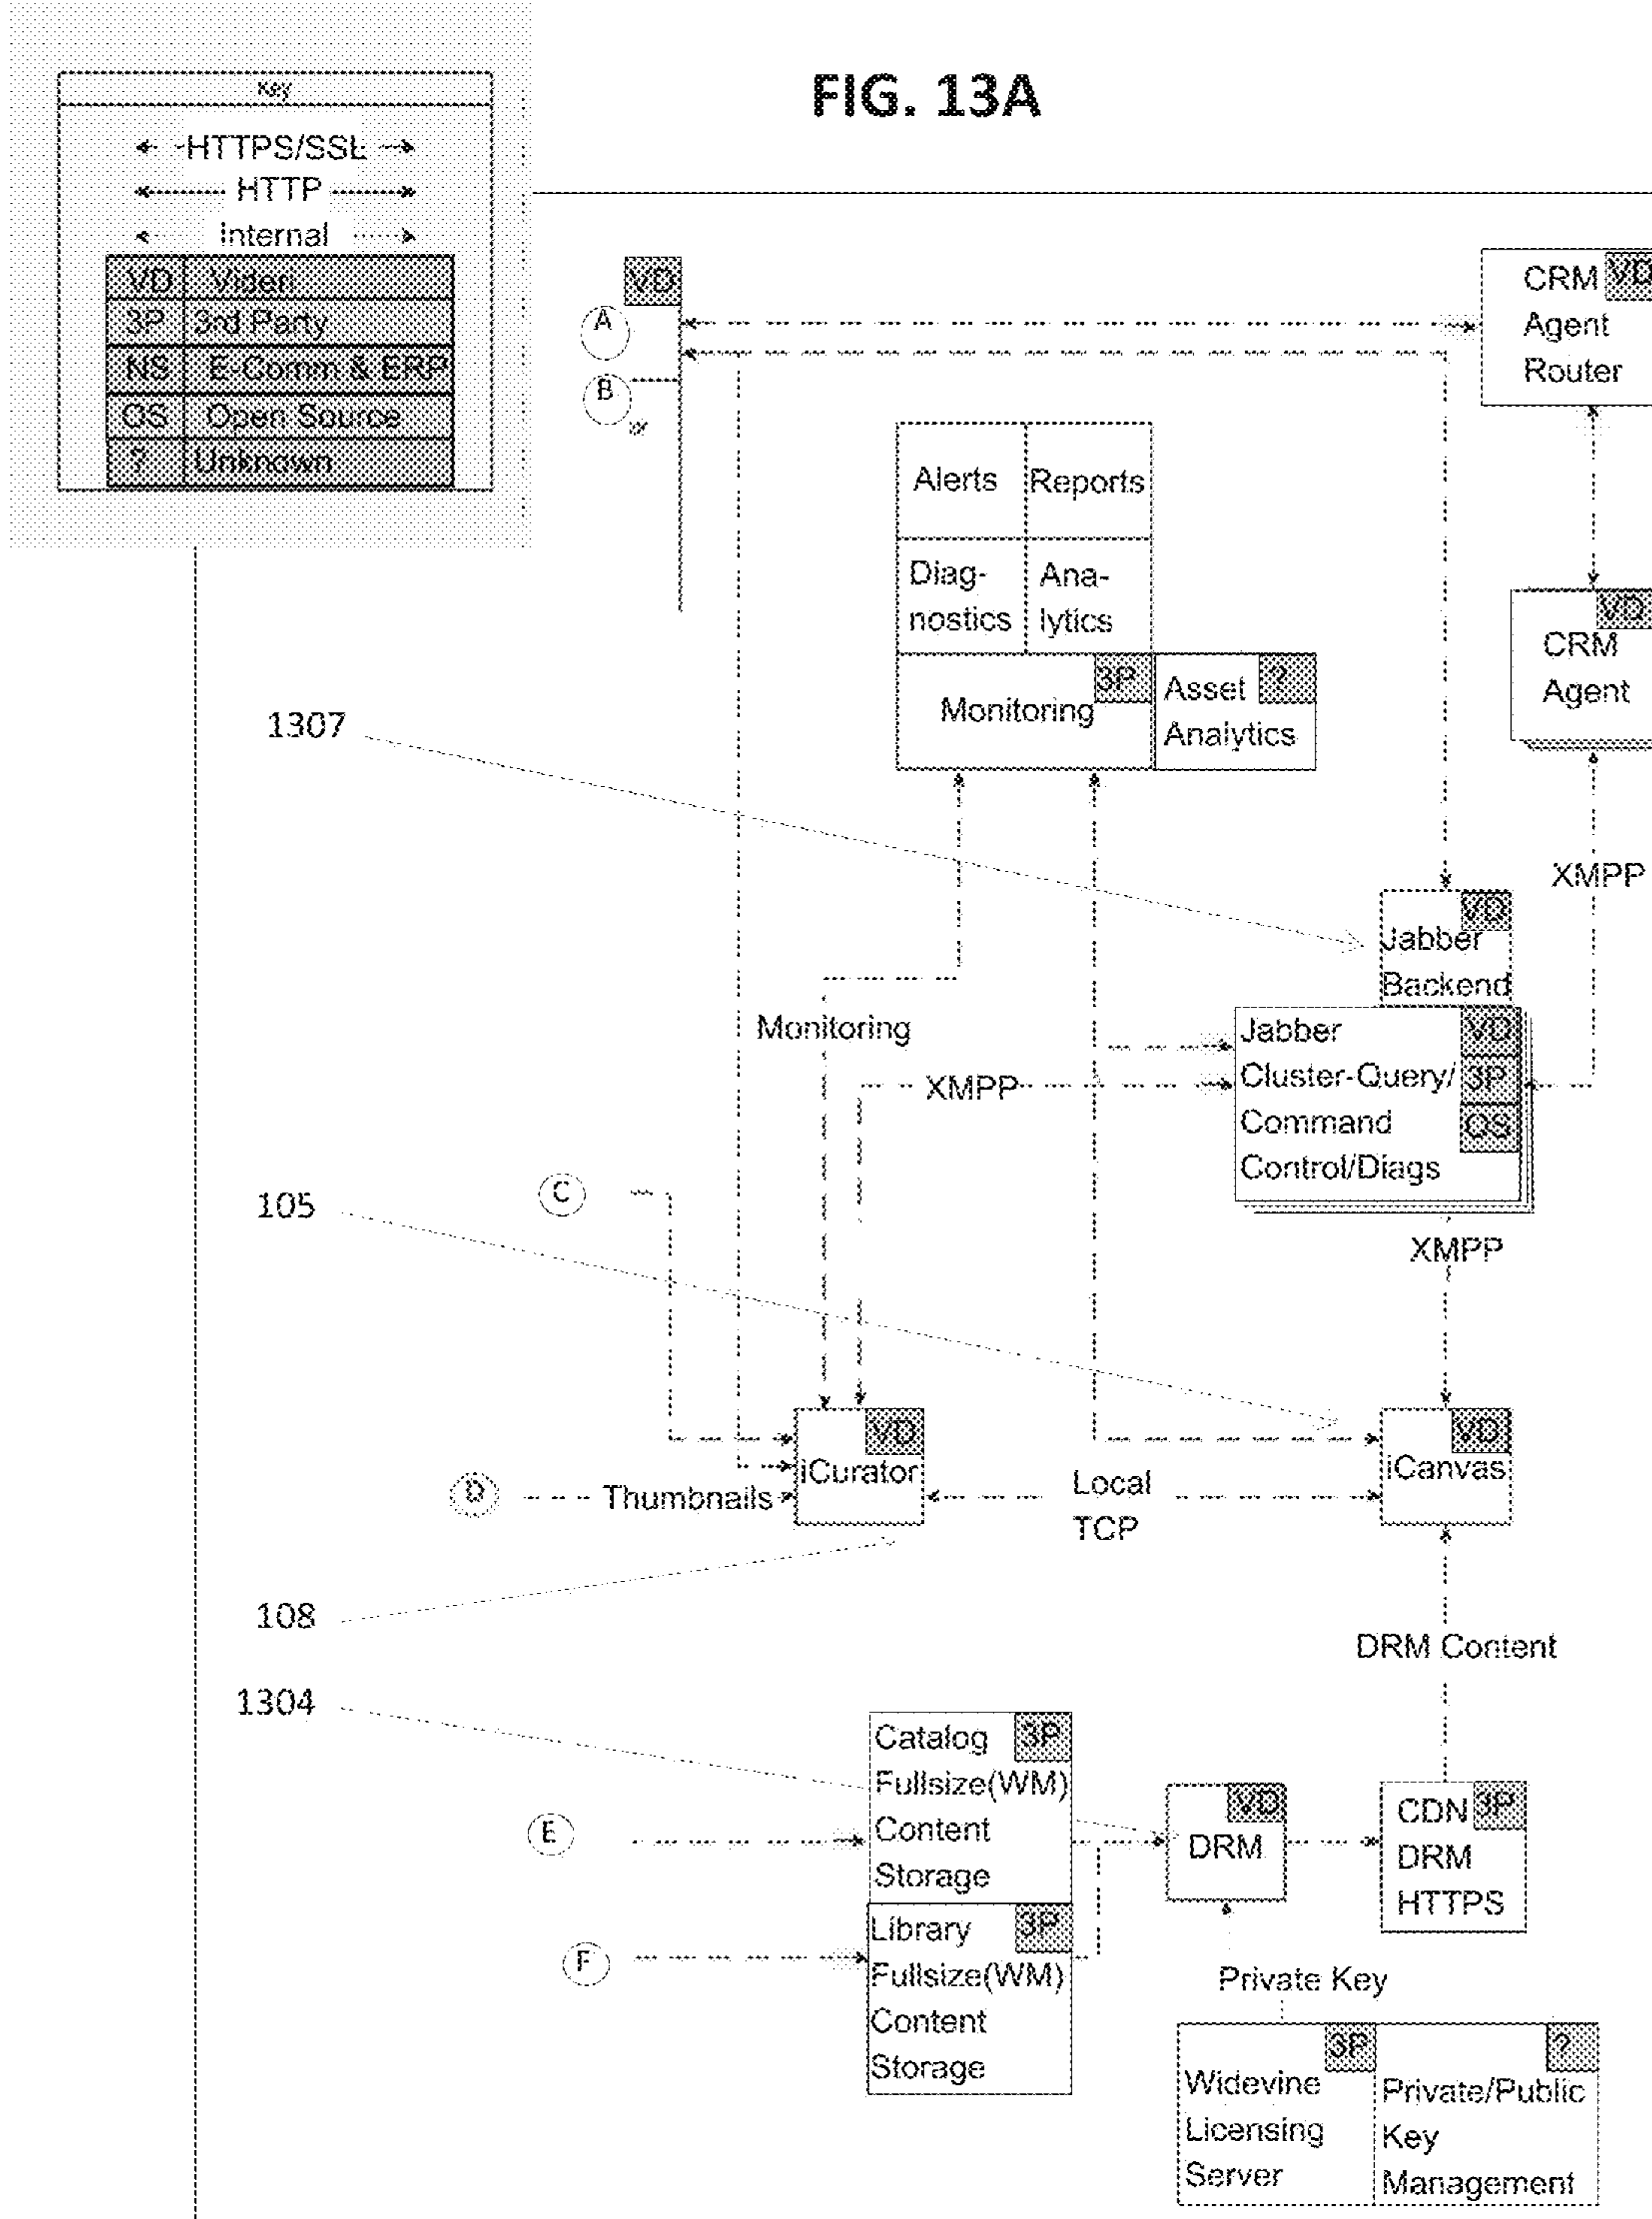 FIG. 13A
Key
HTTPS/SSL
HTTP
Internal
VD Viden
3P 3rd Party
NS E-Comm & ERP
OS Open Source
? Unknown
VD
A
B
CRM VD
Agent
Router
Alerts Reports
Diag-
nostics
Ana-
lytics
3P
Monitoring
Asset ?
Analytics
VD
CRM
Agent
1307
XMPP
VD
Jabber
Backend
Monitoring
Jabber VD
Cluster-Query/ 3P
Command OS
Control/Diags
XMPP
C
105
XMPP
VD
iCurator
VD
iCanvas
D
Thumbnails
Local
TCP
108
DRM Content
1304
Catalog 3P
Fullsize(WM)
Content
Storage
E
VD
DRM
CDN 3P
DRM
HTTPS
Library 3P
Fullsize(WM)
Content
Storage
F
Private Key
3P
Widevine
Licensing
Server
?
Private/Public
Key
Management